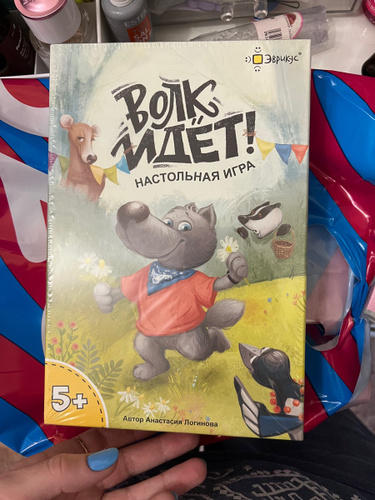 Эврикус
ВОЛК
ИДЁТ!
НАСТОЛЬНАЯ ИГРА
5+
Автор Анастасия Логинова